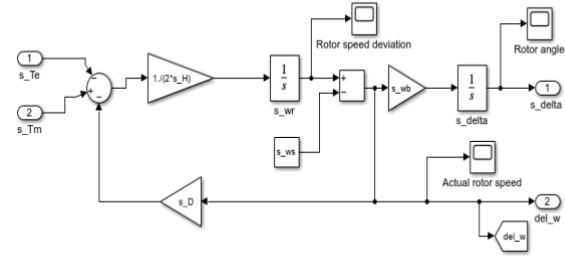 1
s_Te
2
s_Tm
−
+
−
1./(2*s_H)
1
s
s_wr
Rotor speed deviation
+
−
s_ws
s_wb
1
s
s_delta
Rotor angle
1
s_delta
Actual rotor speed
s_D
2
del_w
del_w